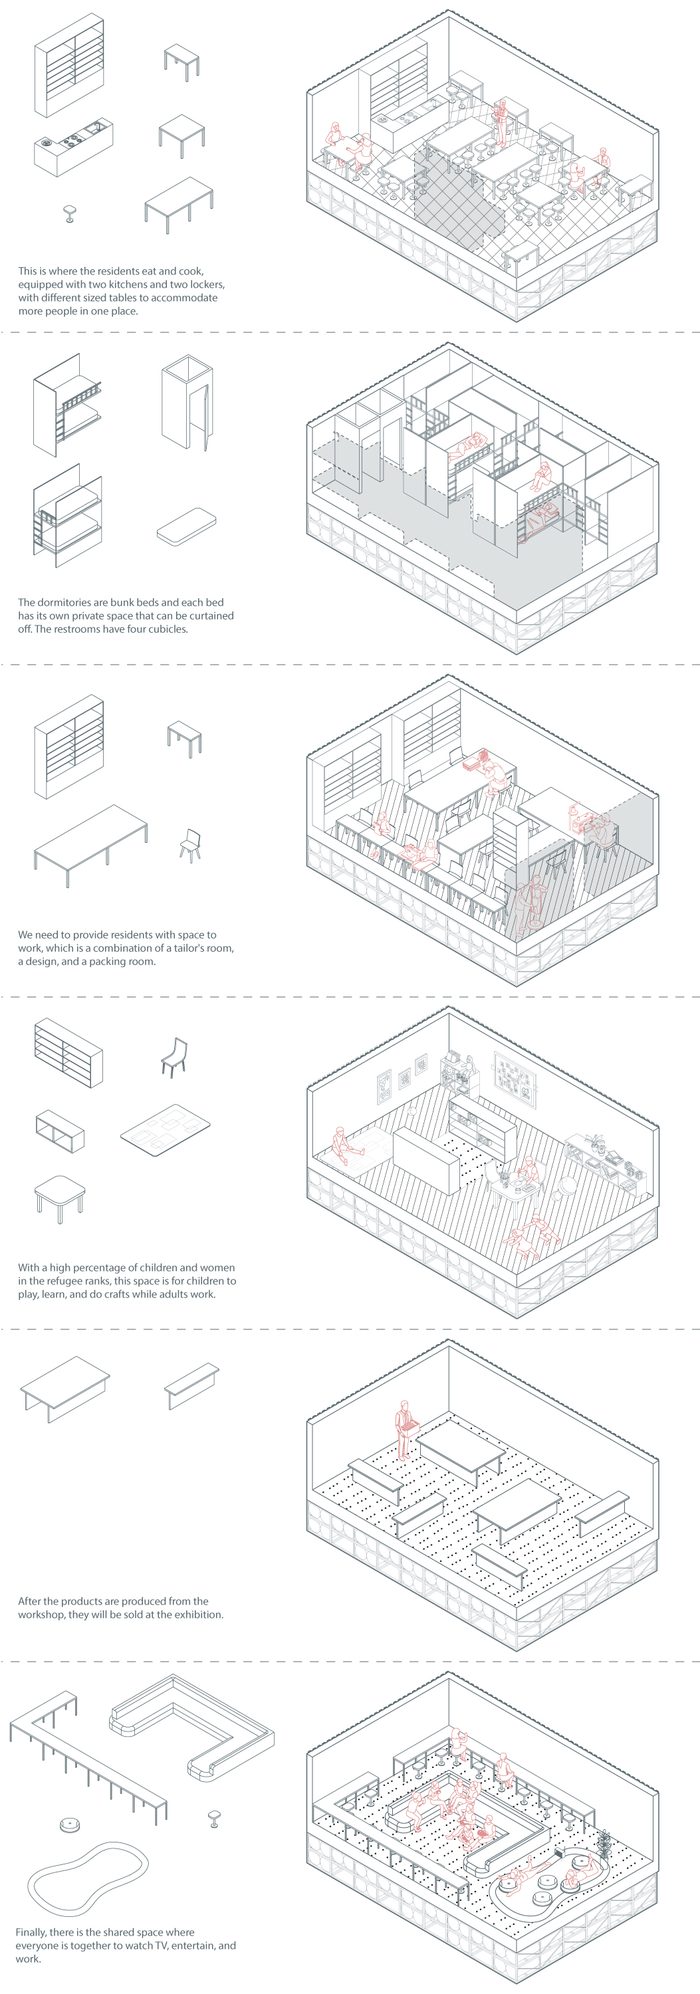 This is where the residents eat and cook,
equipped with two kitchens and two lockers,
with different sized tables to accommodate
more people in one place.
The dormitories are bunk beds and each bed
has its own private space that can be curtained
off. The restrooms have four cubicles.
We need to provide residents with space to
work, which is a combination of a tailor's room,
a design, and a packing room.
With a high percentage of children and women
in the refugee ranks, this space is for children to
play, learn, and do crafts while adults work.
After the products are produced from the
workshop, they will be sold at the exhibition.
Finally, there is the shared space where
everyone is together to watch TV, entertain, and
work.